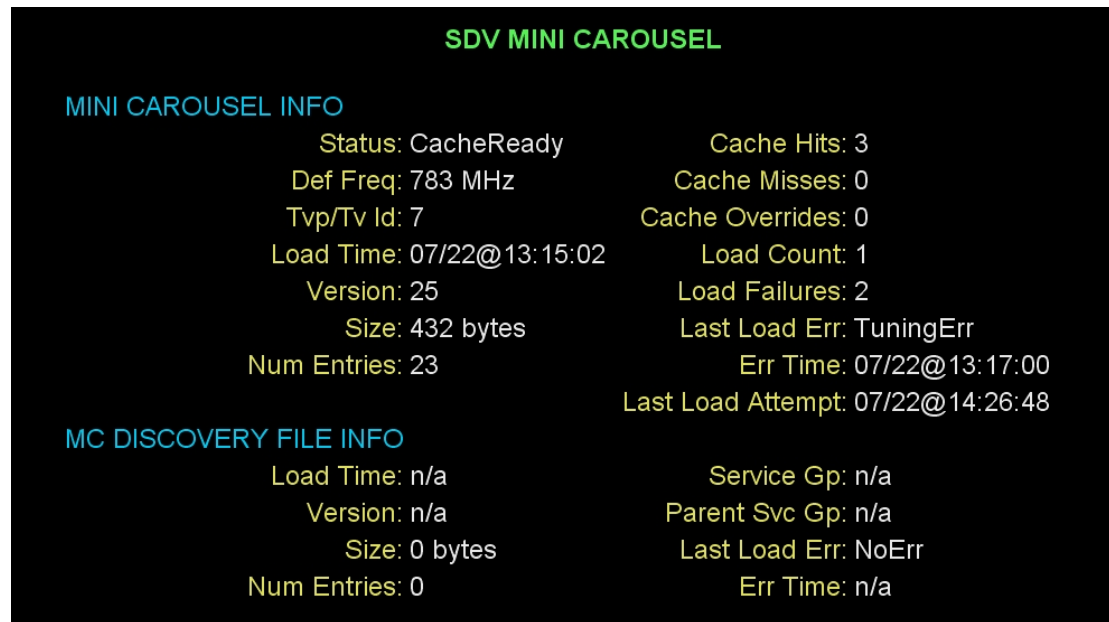 SDV MINI CAROUSEL
MINI CAROUSEL INFO
Status: CacheReady Cache Hits: 3
Def Freq: 783 MHz Cache Misses: 0
Tvp/Tv Id: 7 Cache Overrides: 0
Load Time: 07/22@13:15:02 Load Count: 1
Version: 25 Load Failures: 2
Size: 432 bytes Last Load Err: TuningErr
Num Entries: 23 Err Time: 07/22@13:17:00
Last Load Attempt: 07/22@14:26:48
MC DISCOVERY FILE INFO
Load Time: n/a Service Gp: n/a
Version: n/a Parent Svc Gp: n/a
Size: 0 bytes Last Load Err: NoErr
Num Entries: 0 Err Time: n/a